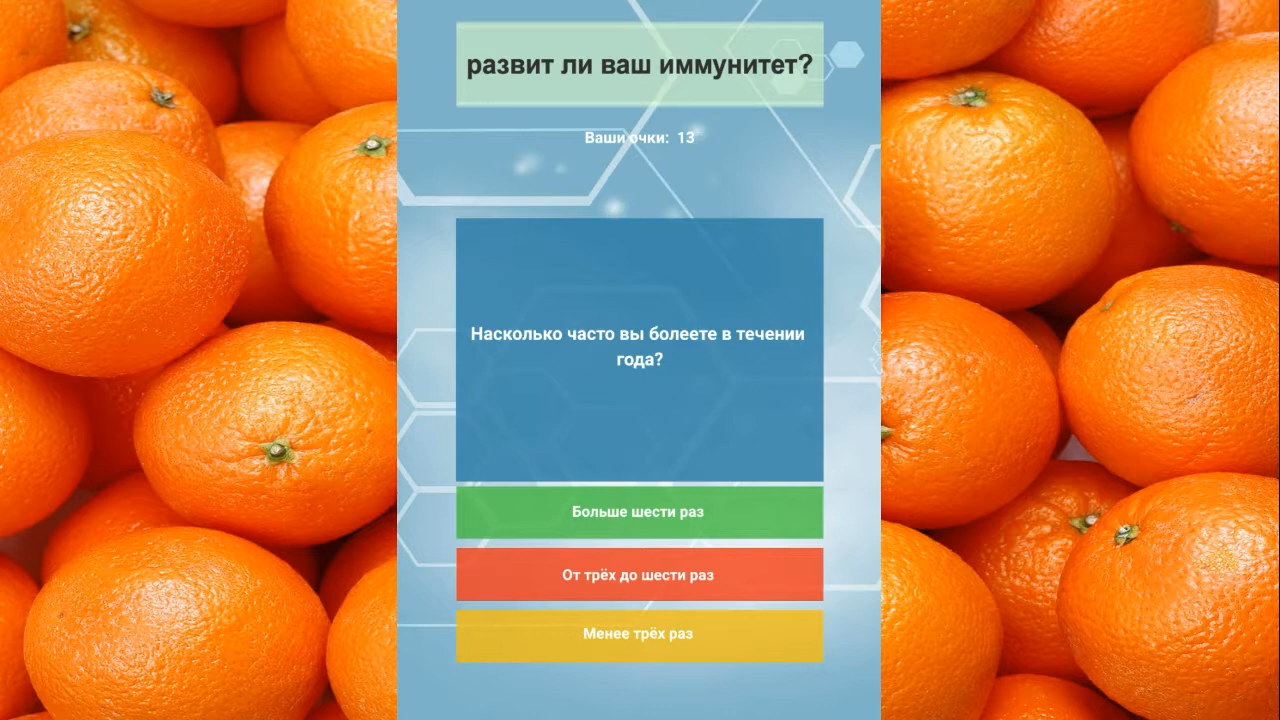 развит ли ваш иммунитет?
Ваши очки: 13
Насколько часто вы болеете в течении
года?
Больше шести раз
От трёх до шести раз
Менее трёх раз